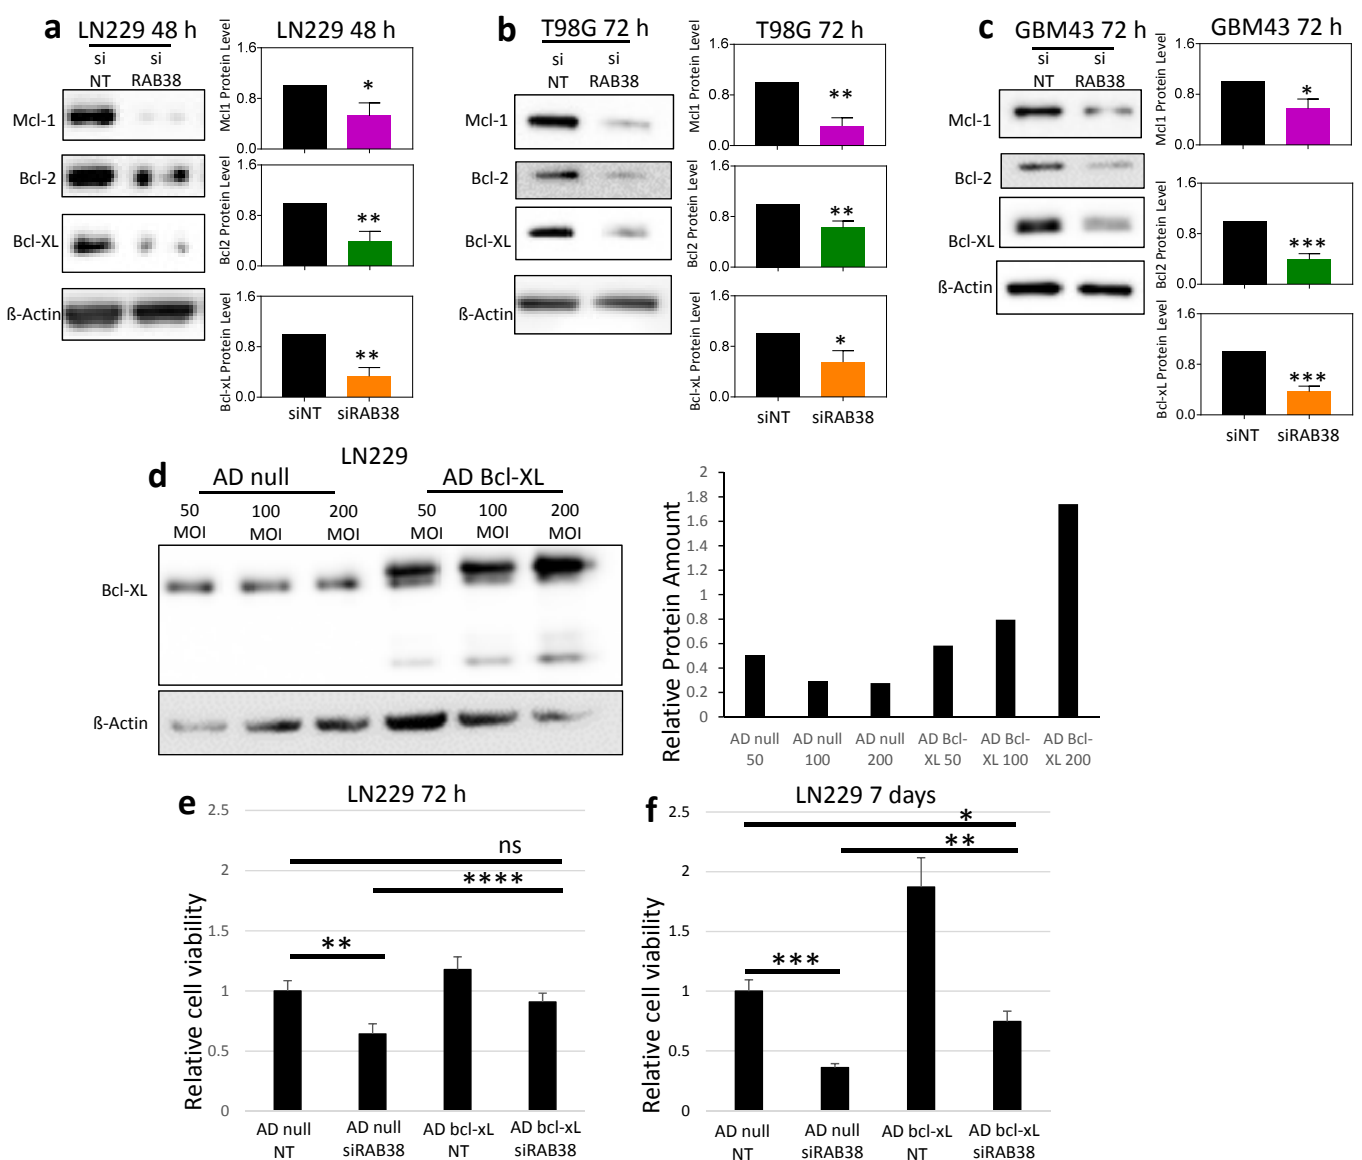 a LN229 48 h
si si
NT RAB38
Mcl-1
Bcl-2
Bcl-XL
ß-Actin
LN229 48 h
Mcl1 Protein Level
1.6
0.8
0.0
*
Bcl2 Protein Level
1.6
0.8
0.0
**
Bcl-xL Protein Level
1.6
0.8
0.0
**
siNT siRAB38
b T98G 72 h
si si
NT RAB38
Mcl-1
Bcl-2
Bcl-XL
ß-Actin
T98G 72 h
Mcl1 Protein Level
1.6
0.8
0.0
**
Bcl2 Protein Level
1.6
0.8
0.0
**
Bcl-xL Protein Level
1.6
0.8
0.0
*
siNT siRAB38
c GBM43 72 h
si si
NT RAB38
Mcl-1
Bcl-2
Bcl-XL
ß-Actin
GBM43 72 h
Mcl1 Protein Level
1.6
0.8
0.0
*
Bcl2 Protein Level
1.6
0.8
0.0
***
Bcl-xL Protein Level
1.6
0.8
0.0
***
siNT siRAB38
d LN229
AD null AD Bcl-XL
50 100 200 50 100 200
MOI MOI MOI MOI MOI MOI
Bcl-XL
ß-Actin
Relative Protein Amount
2
1.8
1.6
1.4
1.2
1
0.8
0.6
0.4
0.2
0
AD null AD null AD null AD Bcl- AD Bcl- AD Bcl-
50 100 200 XL 50 XL 100 XL 200
e LN229 72 h
Relative cell viability
2.5
2
1.5
1
0.5
0
ns
****
**
AD null AD null AD bcl-xL AD bcl-xL
NT siRAB38 NT siRAB38
f LN229 7 days
Relative cell viability
2.5
2
1.5
1
0.5
0
*
**
***
AD null AD null AD bcl-xL AD bcl-xL
NT siRAB38 NT siRAB38